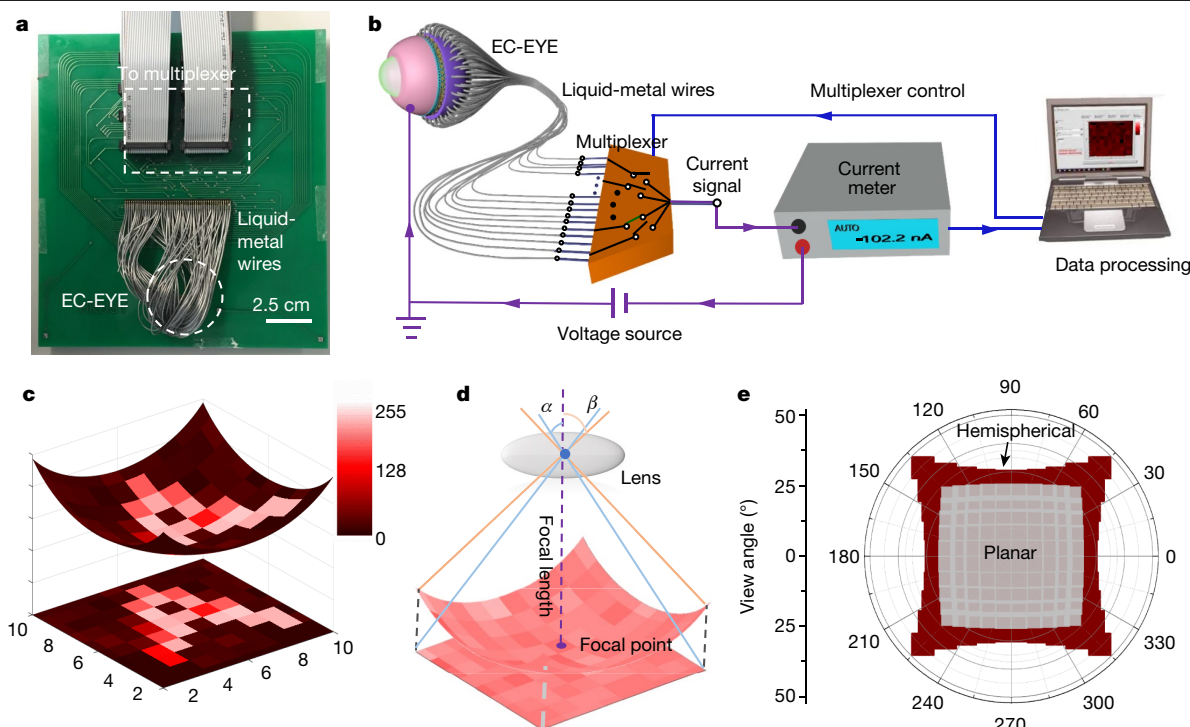 a
To multiplexer
Liquid-
metal
wires
EC-EYE
2.5 cm
b
EC-EYE
Liquid-metal wires
Multiplexer
Multiplexer control
Current
signal
Current
meter
AUTO
-102.2 nA
Voltage source
Data processing
c
255
128
0
10
8
6
4
2
2
4
6
8
10
d
α
β
Lens
Focal length
Focal point
e
View angle (°)
50
25
0
25
50
90
60
30
0
330
300
270
240
210
180
150
120
Hemispherical
Planar